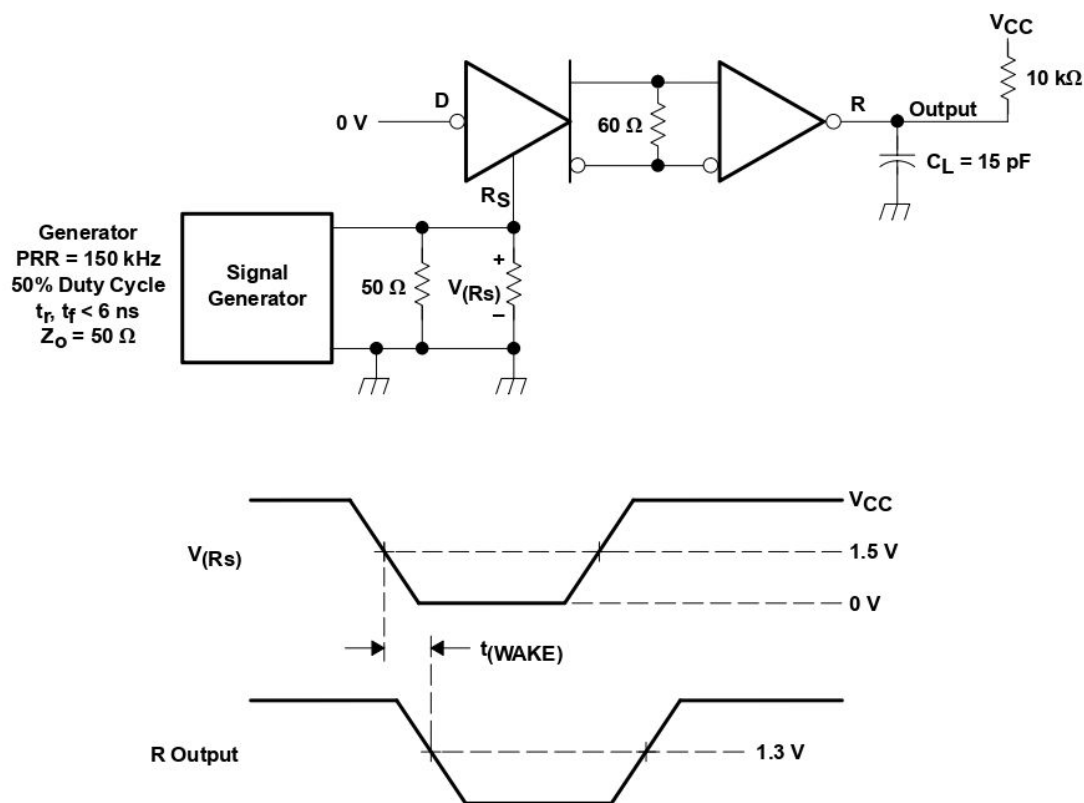 VCC
10 kΩ
D
0 V
60 Ω
R
Output
CL = 15 pF
RS
Generator
PRR = 150 kHz
50% Duty Cycle
tr, tf < 6 ns
Zo = 50 Ω
Signal
Generator
50 Ω
+
V(Rs)
–
VCC
V(Rs)
1.5 V
0 V
t(WAKE)
R Output
1.3 V